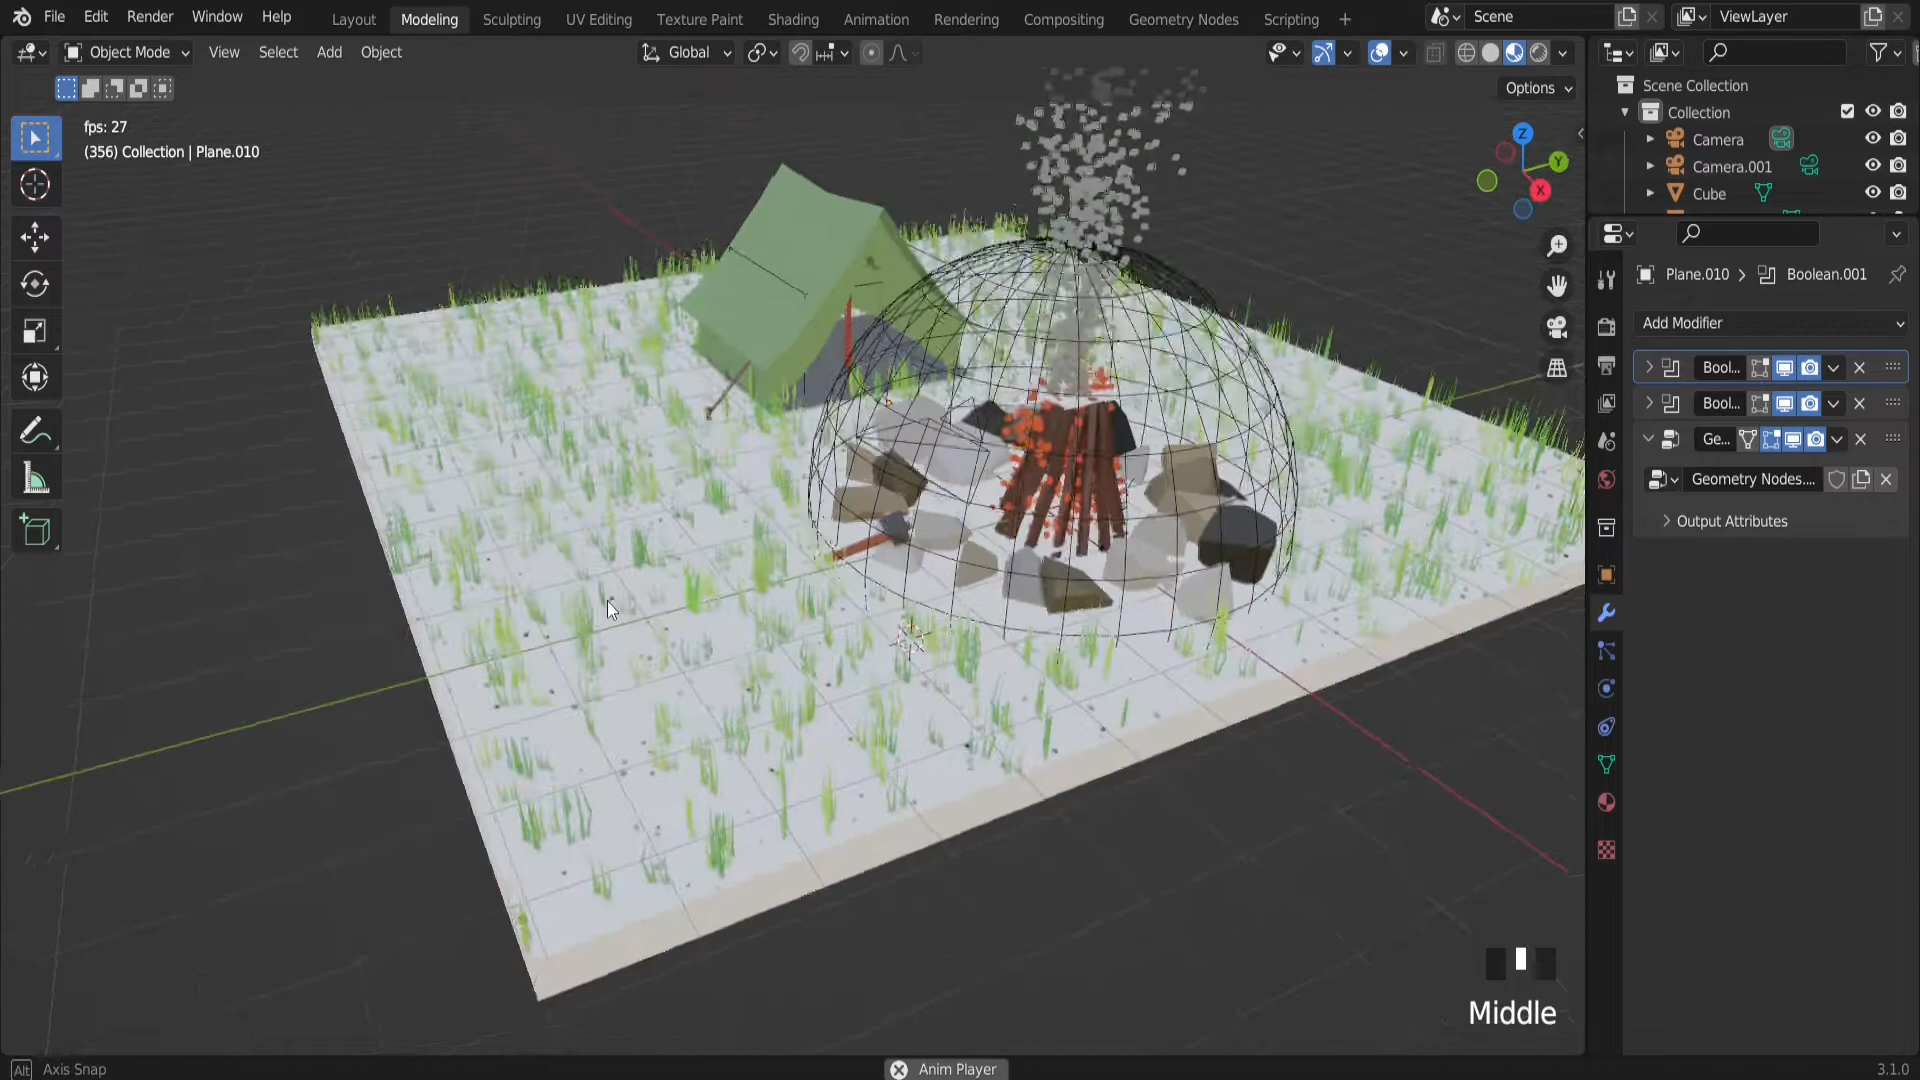 File Edit Render Window Help
Layout Modeling Sculpting UV Editing Texture Paint Shading Animation Rendering Compositing Geometry Nodes Scripting +
Scene
ViewLayer
Object Mode View Select Add Object
Global
Options
fps: 27
(356) Collection | Plane.010
Z
Y
X
Scene Collection
Collection
Camera
Camera.001
Cube
Plane.010 > Boolean.001
Add Modifier
Bool...
Bool...
Ge...
Geometry Nodes....
Output Attributes
Middle
Alt Axis Snap
Anim Player
3.1.0